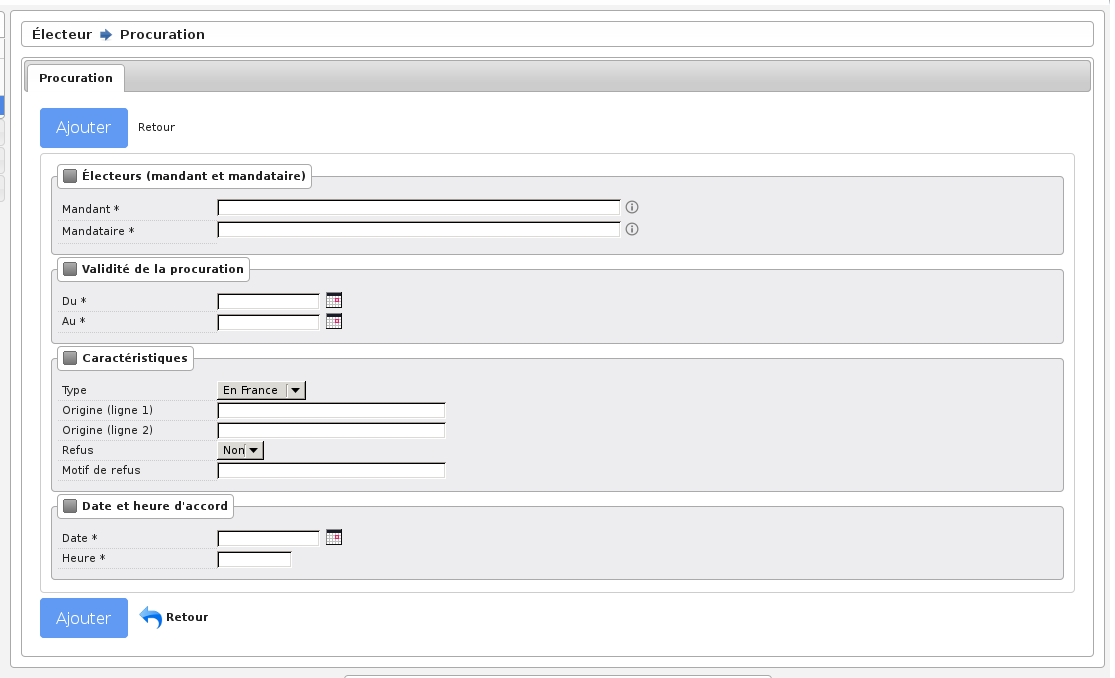 Électeur Procuration
Procuration
Ajouter Retour
Électeurs (mandant et mandataire)
Mandant *
Mandataire *
Validité de la procuration
Du *
Au *
Caractéristiques
Type En France
Origine (ligne 1)
Origine (ligne 2)
Refus Non
Motif de refus
Date et heure d'accord
Date *
Heure *
Ajouter Retour